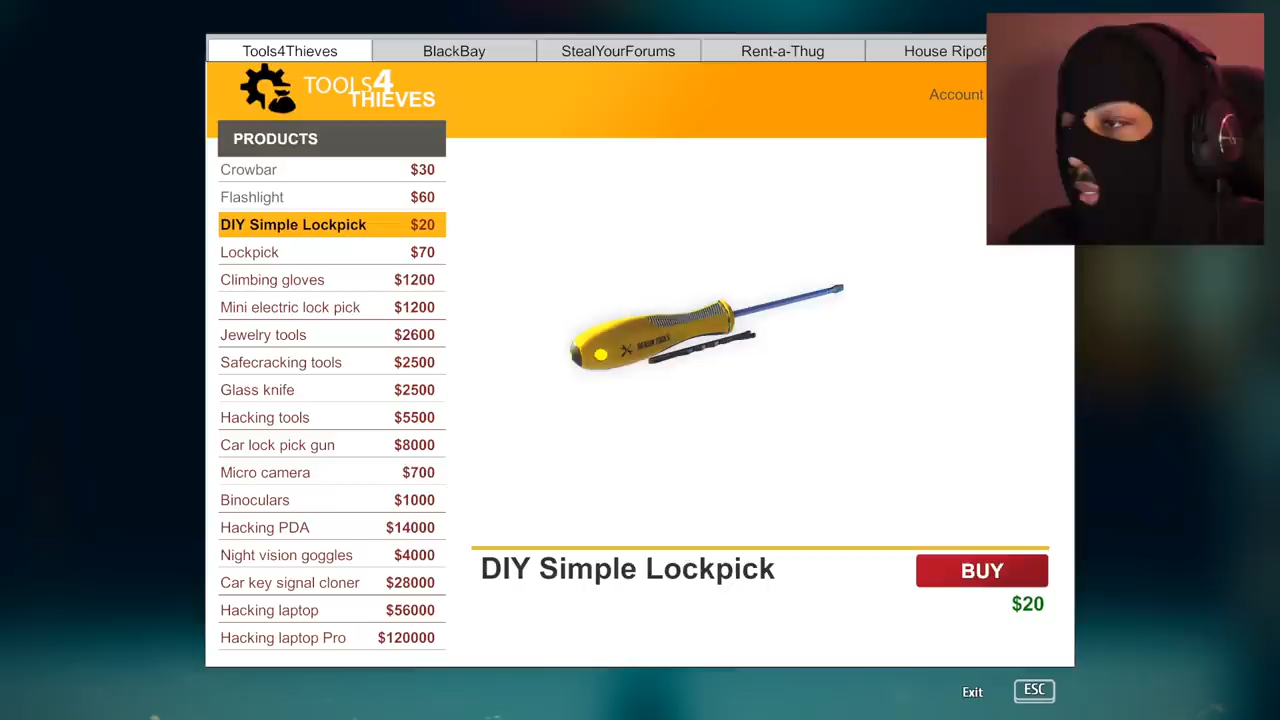 Tools4Thieves BlackBay StealYourForums Rent-a-Thug House Ripof
TOOLS4
THIEVES
Account
PRODUCTS
Crowbar $30
Flashlight $60
DIY Simple Lockpick $20
Lockpick $70
Climbing gloves $1200
Mini electric lock pick $1200
Jewelry tools $2600
Safecracking tools $2500
Glass knife $2500
Hacking tools $5500
Car lock pick gun $8000
Micro camera $700
Binoculars $1000
Hacking PDA $14000
Night vision goggles $4000
Car key signal cloner $28000
Hacking laptop $56000
Hacking laptop Pro $120000
DIY Simple Lockpick
BUY
$20
Exit ESC